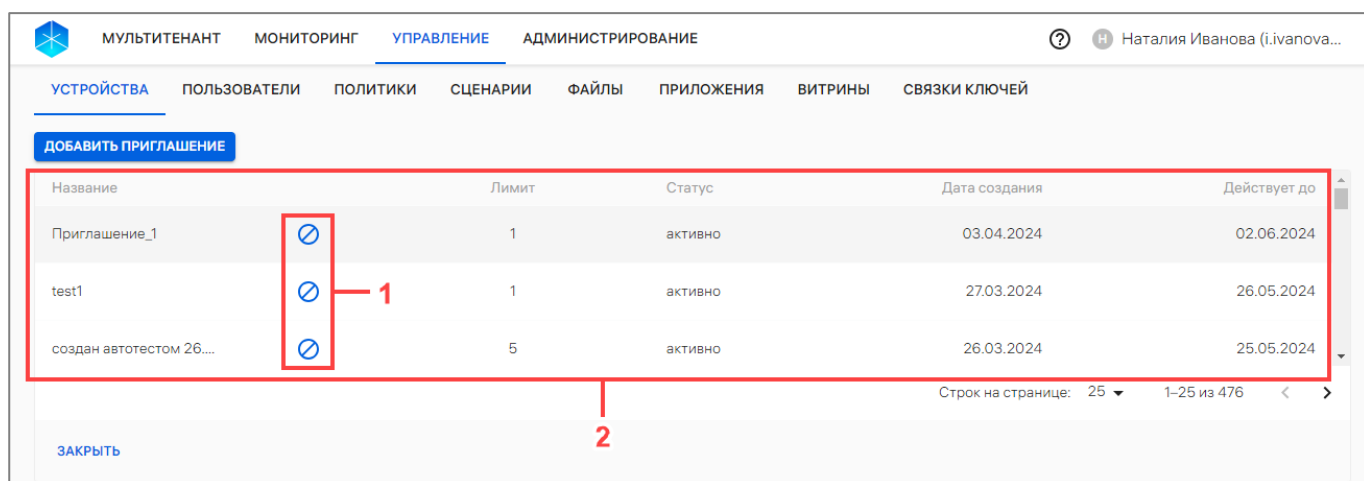 МУЛЬТИТЕНАНТ МОНИТОРИНГ УПРАВЛЕНИЕ АДМИНИСТРИРОВАНИЕ ? Н Наталия Иванова (i.ivanova...
УСТРОЙСТВА ПОЛЬЗОВАТЕЛИ ПОЛИТИКИ СЦЕНАРИИ ФАЙЛЫ ПРИЛОЖЕНИЯ ВИТРИНЫ СВЯЗКИ КЛЮЧЕЙ
ДОБАВИТЬ ПРИГЛАШЕНИЕ
Название Лимит Статус Дата создания Действует до
Приглашение_1 1 активно 03.04.2024 02.06.2024
test1 1 1 активно 27.03.2024 26.05.2024
создан автотестом 26.... 5 активно 26.03.2024 25.05.2024
Строк на странице: 25 1–25 из 476
2
ЗАКРЫТЬ